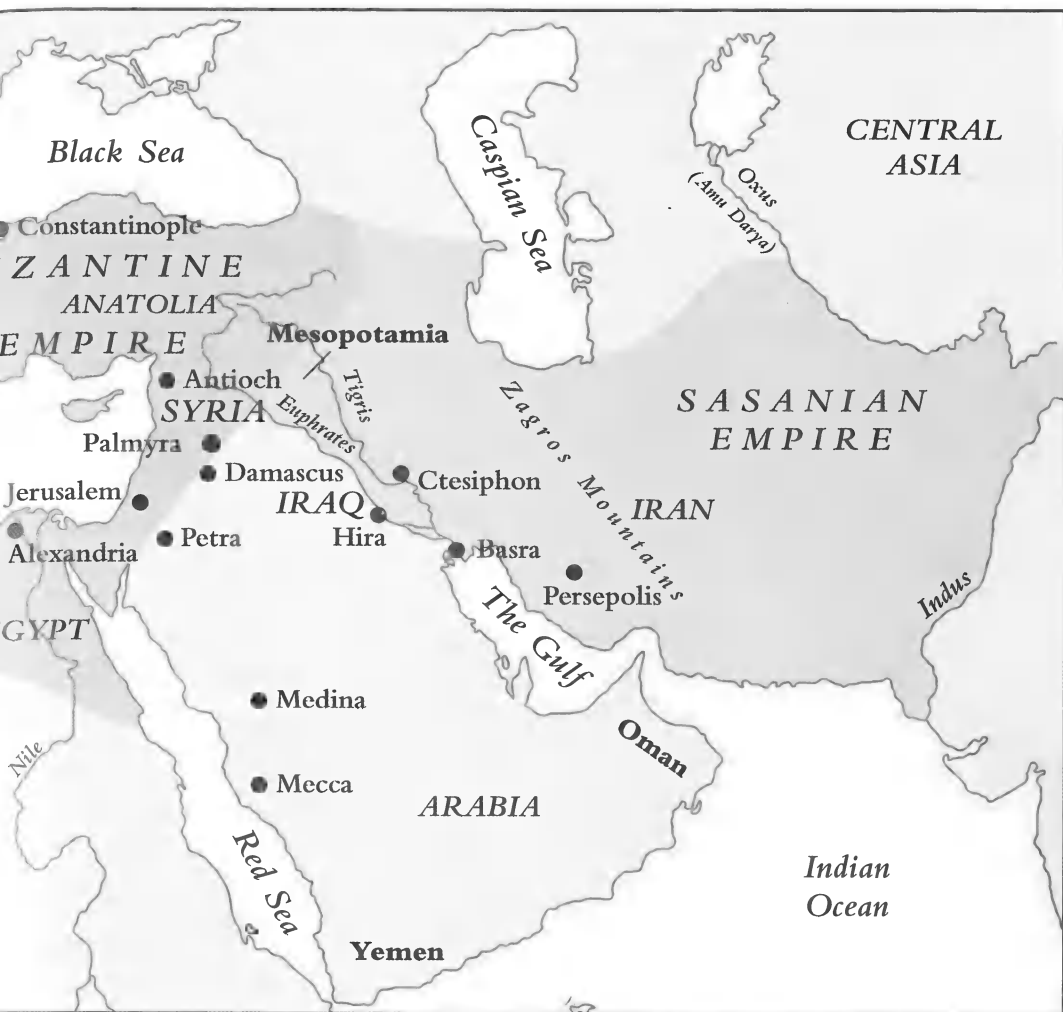 Black Sea
Caspian Sea
CENTRAL
ASIA
Oxus
(Amu Darya)
Constantinople
ZANTINE
ANATOLIA
EMPIRE
Mesopotamia
Antioch
SYRIA
Tigris
Euphrates
Zagros Mountains
SASANIAN
EMPIRE
Palmyra
Damascus
Ctesiphon
Jerusalem
IRAQ
IRAN
Hira
Alexandria
Petra
Basra
Persepolis
Indus
The Gulf
GYPT
Medina
Oman
Nile
Mecca
ARABIA
Red Sea
Indian
Ocean
Yemen